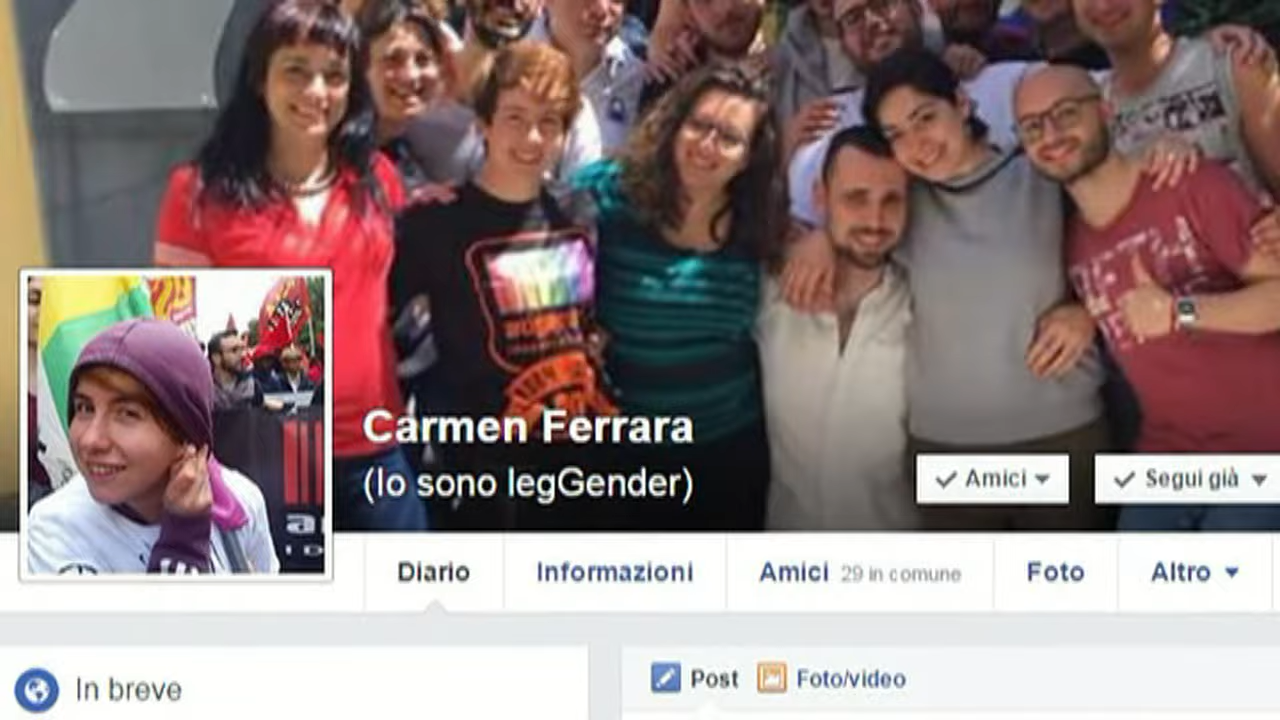 Carmen Ferrara
(Io sono legGender)
Amici
Segui già
Diario
Informazioni
Amici 29 in comune
Foto
Altro
In breve
Post
Foto/video